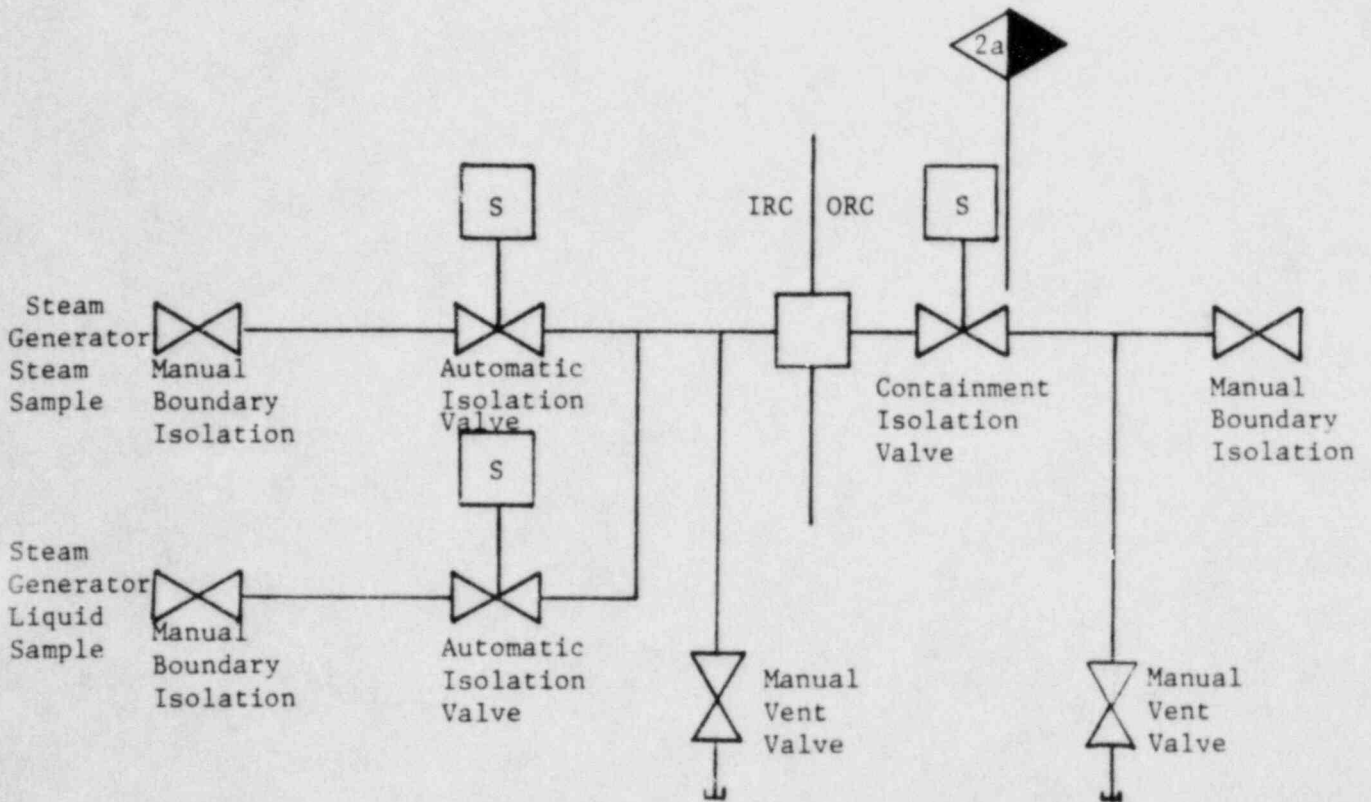 2a
S
IRC
ORC
S
Steam
Generator
Steam
Sample
Manual
Boundary
Isolation
Automatic
Isolation
Valve
Containment
Isolation
Valve
Manual
Boundary
Isolation
S
Steam
Generator
Liquid
Sample
Manual
Boundary
Isolation
Automatic
Isolation
Valve
Manual
Vent
Valve
Manual
Vent
Valve